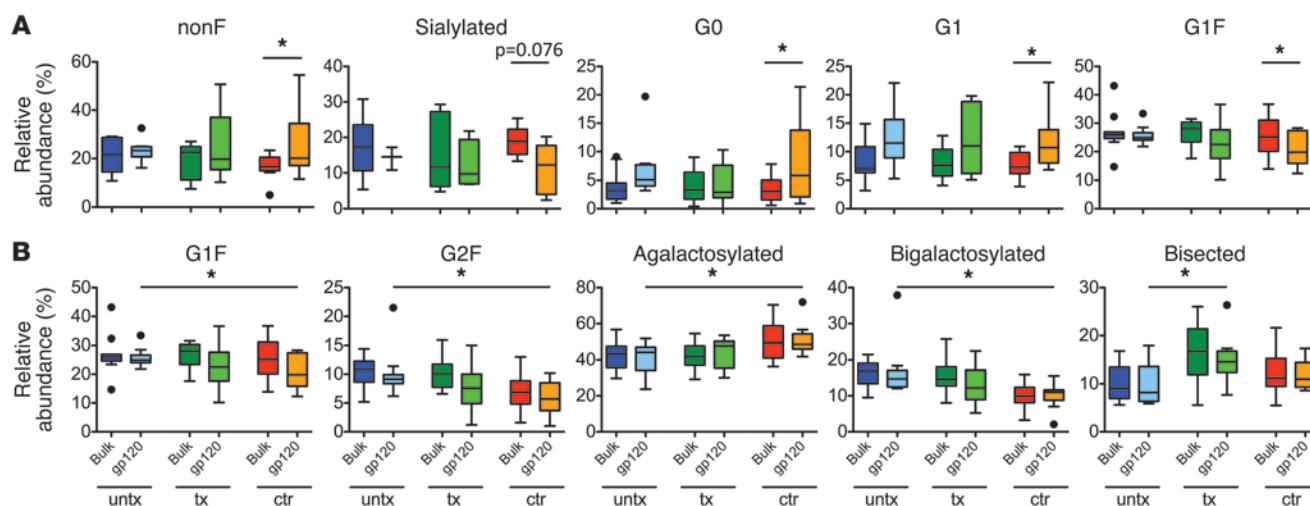 A
nonF
Sialylated
G0
G1
G1F
*
p=0.076
*
*
*
Relative
abundance (%)
60
40
20
0
40
30
20
10
0
25
20
15
10
5
0
25
20
15
10
5
0
50
40
30
20
10
0
B
G1F
G2F
Agalactosylated
Bigalactosylated
Bisected
*
*
*
*
*
Relative
abundance (%)
50
40
30
20
10
0
25
20
15
10
5
0
80
60
40
20
0
40
30
20
10
0
40
30
20
10
0
Bulk gp120 Bulk gp120 Bulk gp120
untx tx ctr
Bulk gp120 Bulk gp120 Bulk gp120
untx tx ctr
Bulk gp120 Bulk gp120 Bulk gp120
untx tx ctr
Bulk gp120 Bulk gp120 Bulk gp120
untx tx ctr
Bulk gp120 Bulk gp120 Bulk gp120
untx tx ctr